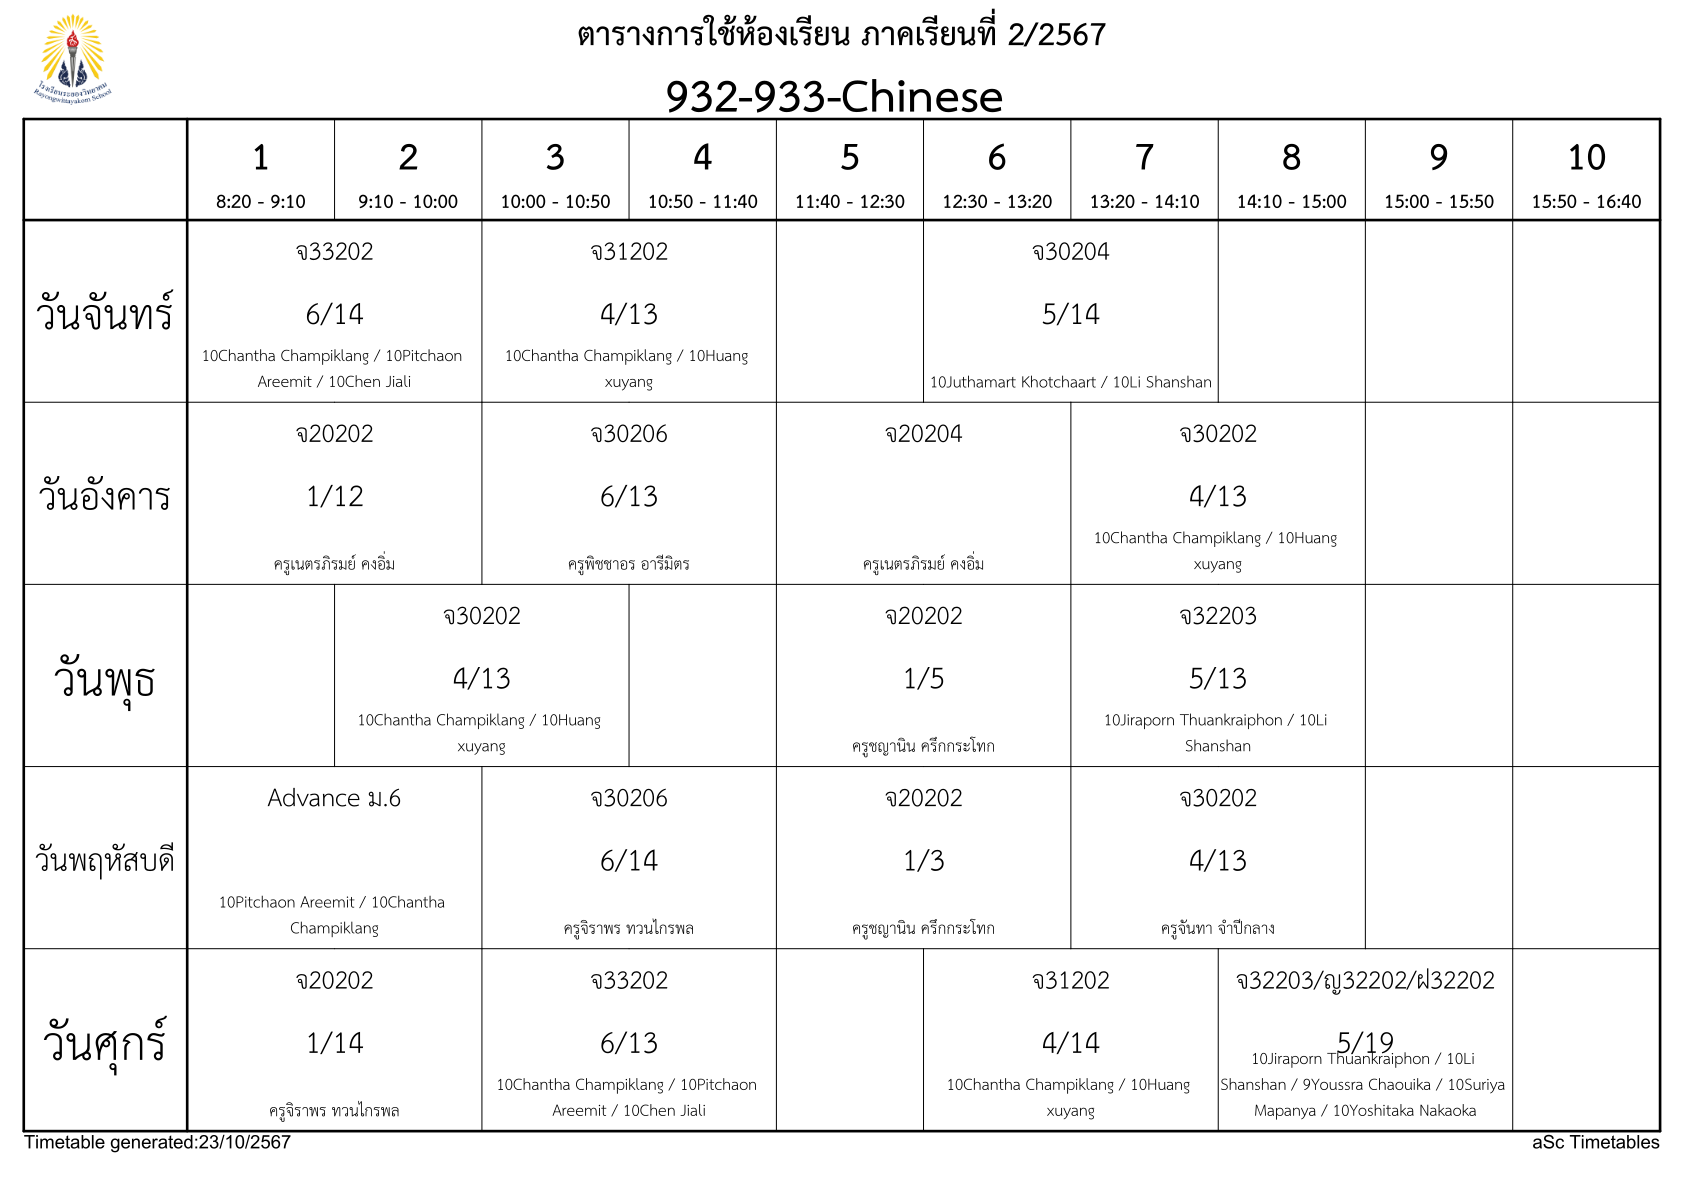 ตารางการใช้ห้องเรียน ภาคเรียนที่ 2/2567
โรงเรียนระยองวิทยาคม
Rayongwittayakom School
932-933-Chinese
1 2 3 4 5 6 7 8 9 10
8:20 - 9:10 9:10 - 10:00 10:00 - 10:50 10:50 - 11:40 11:40 - 12:30 12:30 - 13:20 13:20 - 14:10 14:10 - 15:00 15:00 - 15:50 15:50 - 16:40
วันจันทร์
จ33202
6/14
10Chantha Champiklang / 10Pitchaon
Areemit / 10Chen Jiali
จ31202
4/13
10Chantha Champiklang / 10Huang
xuyang
จ30204
5/14
10Juthamart Khotchaart / 10Li Shanshan
วันอังคาร
จ20202
1/12
ครูเนตรภิรมย์ คงอิ่ม
จ30206
6/13
ครูพิชชาอร อารีมิตร
จ20204
ครูเนตรภิรมย์ คงอิ่ม
จ30202
4/13
10Chantha Champiklang / 10Huang
xuyang
วันพุธ
จ30202
4/13
10Chantha Champiklang / 10Huang
xuyang
จ20202
1/5
ครูชญานิน ครึกกระโทก
จ32203
5/13
10Jiraporn Thuankraiphon / 10Li
Shanshan
วันพฤหัสบดี
Advance ม.6
10Pitchaon Areemit / 10Chantha
Champiklang
จ30206
6/14
ครูจิราพร ทวนไกรพล
จ20202
1/3
ครูชญานิน ครึกกระโทก
จ30202
4/13
ครูจันทา จำปีกลาง
วันศุกร์
จ20202
1/14
ครูจิราพร ทวนไกรพล
จ33202
6/13
10Chantha Champiklang / 10Pitchaon
Areemit / 10Chen Jiali
จ31202
4/14
10Chantha Champiklang / 10Huang
xuyang
จ32203/ญ32202/ฝ32202
5/19
10Jiraporn Thuankraiphon / 10Li
Shanshan / 9Youssra Chaouika / 10Suriya
Mapanya / 10Yoshitaka Nakaoka
Timetable generated:23/10/2567
aSc Timetables